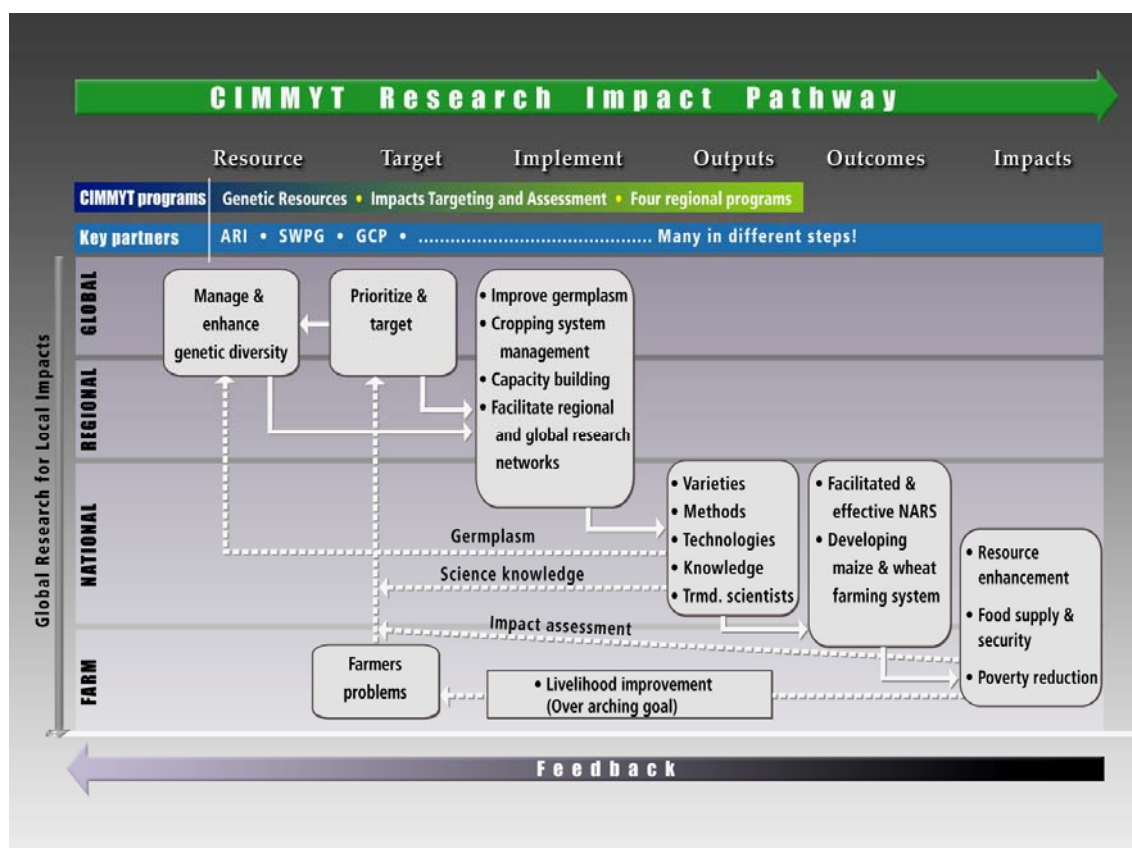 CIMMYT Research Impact Pathway
Resource Target Implement Outputs Outcomes Impacts
CIMMYT programs Genetic Resources • Impacts Targeting and Assessment • Four regional programs
Key partners ARI • SWPG • GCP • ............................................. Many in different steps!
Global Research for Local Impacts
GLOBAL
REGIONAL
NATIONAL
FARM
Manage &
enhance
genetic diversity
Prioritize &
target
• Improve germplasm
• Cropping system
management
• Capacity building
• Facilitate regional
and global research
networks
• Varieties
• Methods
• Technologies
• Knowledge
• Trmd. scientists
• Facilitated &
effective NARS
• Developing
maize & wheat
farming system
• Resource
enhancement
• Food supply &
security
• Poverty reduction
Germplasm
Science knowledge
Impact assessment
Farmers
problems
• Livelihood improvement
(Over arching goal)
Feedback